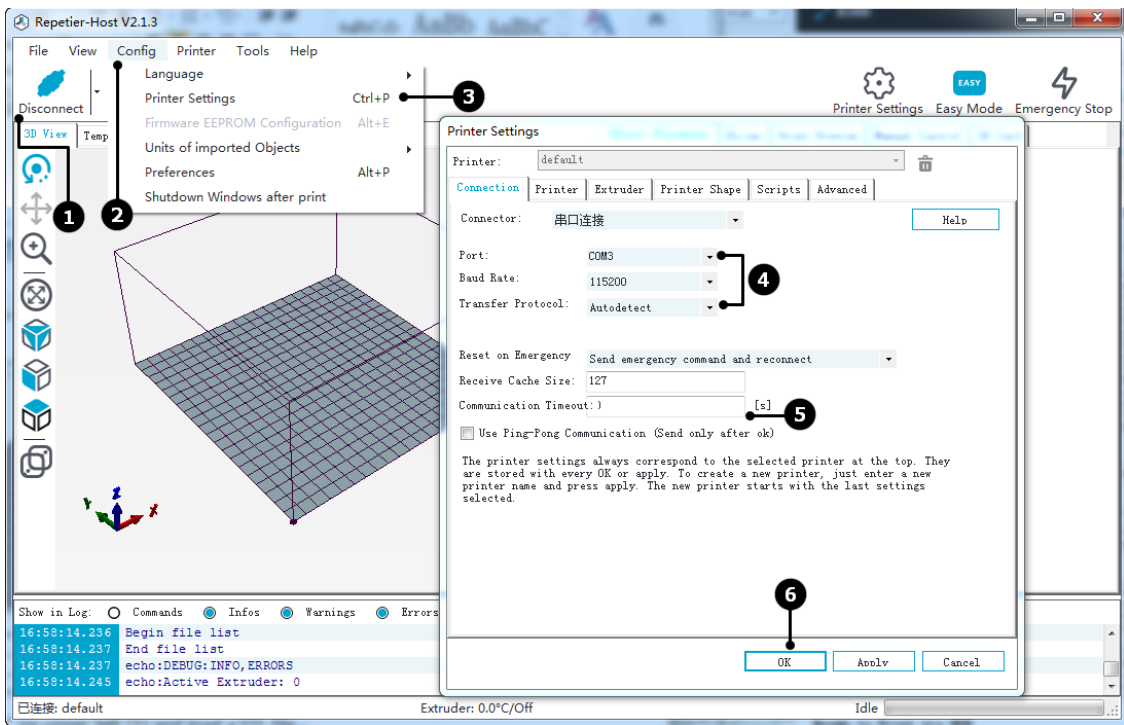 Repetier-Host V2.1.3
File View Config Printer Tools Help
Disconnect
Printer Settings Easy Mode Emergency Stop
EASY
Language
Printer Settings Ctrl+P
Firmware EEPROM Configuration Alt+E
Units of imported Objects
Preferences Alt+P
Shutdown Windows after print
3D View Temp
1
2
3
Printer Settings
Printer: default
Connection Printer Extruder Printer Shape Scripts Advanced
Connector: 串口连接 Help
Port: COM3
Baud Rate: 115200
Transfer Protocol: Autodetect
4
Reset on Emergency Send emergency command and reconnect
Receive Cache Size: 127
Communication Timeout:) [s]
5
Use Ping-Pong Communication (Send only after ok)
The printer settings always correspond to the selected printer at the top. They
are stored with every OK or apply. To create a new printer, just enter a new
printer name and press apply. The new printer starts with the last settings
selected.
6
OK Apply Cancel
Z
Y X
Show in Log: Commands Infos Warnings Errors
16:58:14.236 Begin file list
16:58:14.237 End file list
16:58:14.237 echo:DEBUG:INFO,ERRORS
16:58:14.245 echo:Active Extruder: 0
已连接: default Extruder: 0.0°C/Off Idle